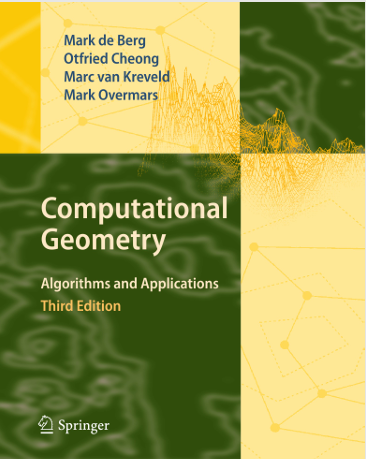 Mark de Berg
Otfried Cheong
Marc van Kreveld
Mark Overmars
Computational
Geometry
Algorithms and Applications
Third Edition
Springer